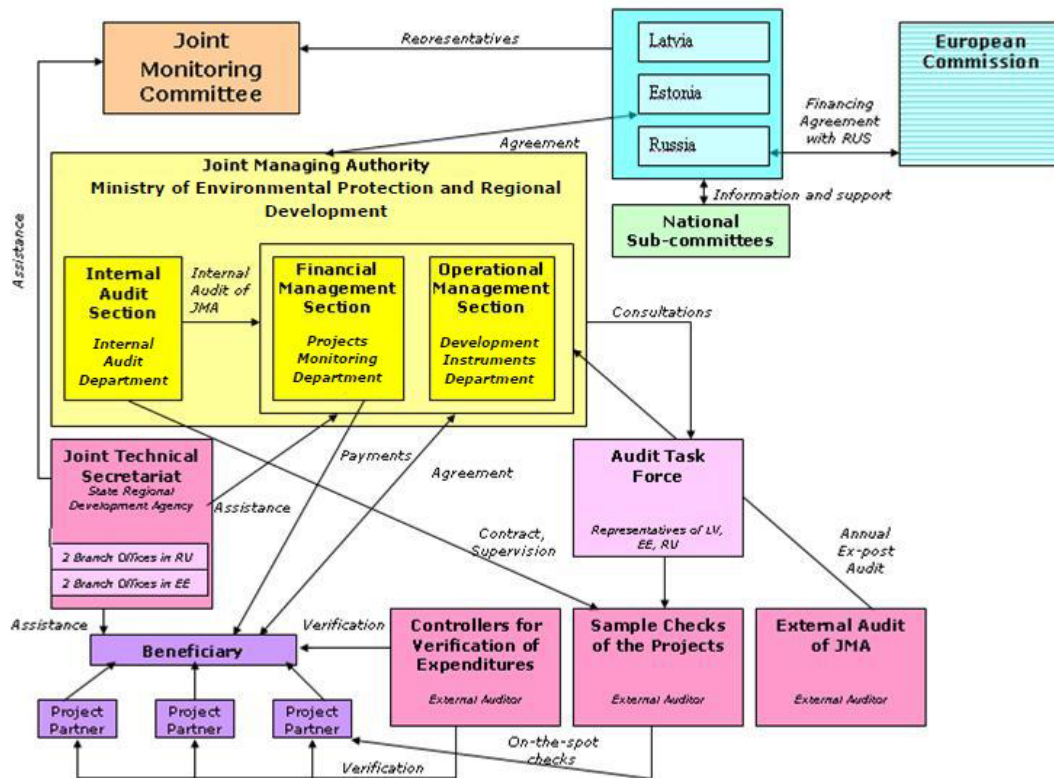 Joint
Monitoring
Committee
Representatives
Latvia
Estonia
Russia
European
Commission
Financing
Agreement
with RUS
Agreement
Information and support
National
Sub-committees
Assistance
Joint Managing Authority
Ministry of Environmental Protection and Regional
Development
Internal
Audit
Section
Internal
Audit
Department
Internal
Audit of
JMA
Financial
Management
Section
Projects
Monitoring
Department
Operational
Management
Section
Development
Instruments
Department
Consultations
Joint Technical
Secretariat
State Regional
Development Agency
2 Branch Offices in RU
2 Branch Offices in EE
Assistance
Payments
Agreement
Contract,
Supervision
Audit Task
Force
Representatives of LV,
EE, RU
Annual
Ex-post
Audit
Assistance
Beneficiary
Verification
Controllers for
Verification of
Expenditures
External Auditor
Sample Checks
of the Projects
External Auditor
External Audit
of JMA
External Auditor
Project
Partner
Project
Partner
Project
Partner
Verification
On-the-spot
checks